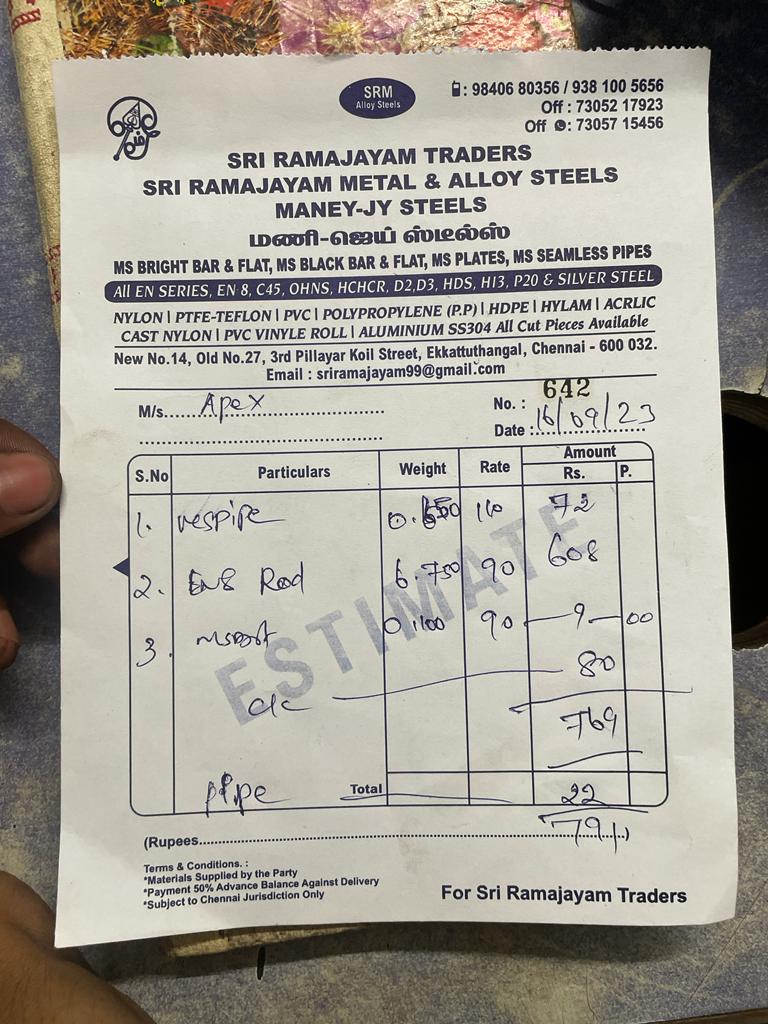 SRM
Alloy Steels
: 98406 80356 / 938 100 5656
Off : 73052 17923
Off : 73057 15456
SRI RAMAJAYAM TRADERS
SRI RAMAJAYAM METAL & ALLOY STEELS
MANEY-JY STEELS
மணி-ஜெய் ஸ்டீல்ஸ்
MS BRIGHT BAR & FLAT, MS BLACK BAR & FLAT, MS PLATES, MS SEAMLESS PIPES
All EN SERIES, EN 8, C45, OHNS, HCHCR, D2,D3, HDS, H13, P20 & SILVER STEEL
NYLON | PTFE-TEFLON | PVC | POLYPROPYLENE (P.P) | HDPE | HYLAM | ACRLIC
CAST NYLON | PVC VINYLE ROLL | ALUMINIUM SS304 All Cut Pieces Available
New No.14, Old No.27, 3rd Pillayar Koil Street, Ekkattuthangal, Chennai - 600 032.
Email : sriramajayam99@gmail.com
M/s. Apex No. : 642
Date : 16/09/23
S.No Particulars Weight Rate Amount
Rs. P.
1. 0.650 110 72
2. EN8 Rod 6.750 90 608
3. 0.100 90 9 00
c/c 80
769
pipe Total 22
791
ESTIMATE
(Rupees
Terms & Conditions. :
*Materials Supplied by the Party
*Payment 50% Advance Balance Against Delivery
*Subject to Chennai Jurisdiction Only
For Sri Ramajayam Traders